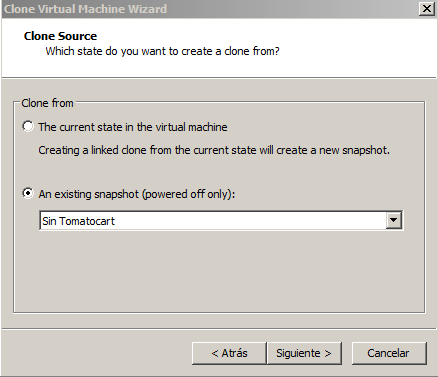 Clone Virtual Machine Wizard
Clone Source
Which state do you want to create a clone from?
Clone from
The current state in the virtual machine
Creating a linked clone from the current state will create a new snapshot.
An existing snapshot (powered off only):
Sin Tomatocart
< Atrás
Siguiente >
Cancelar